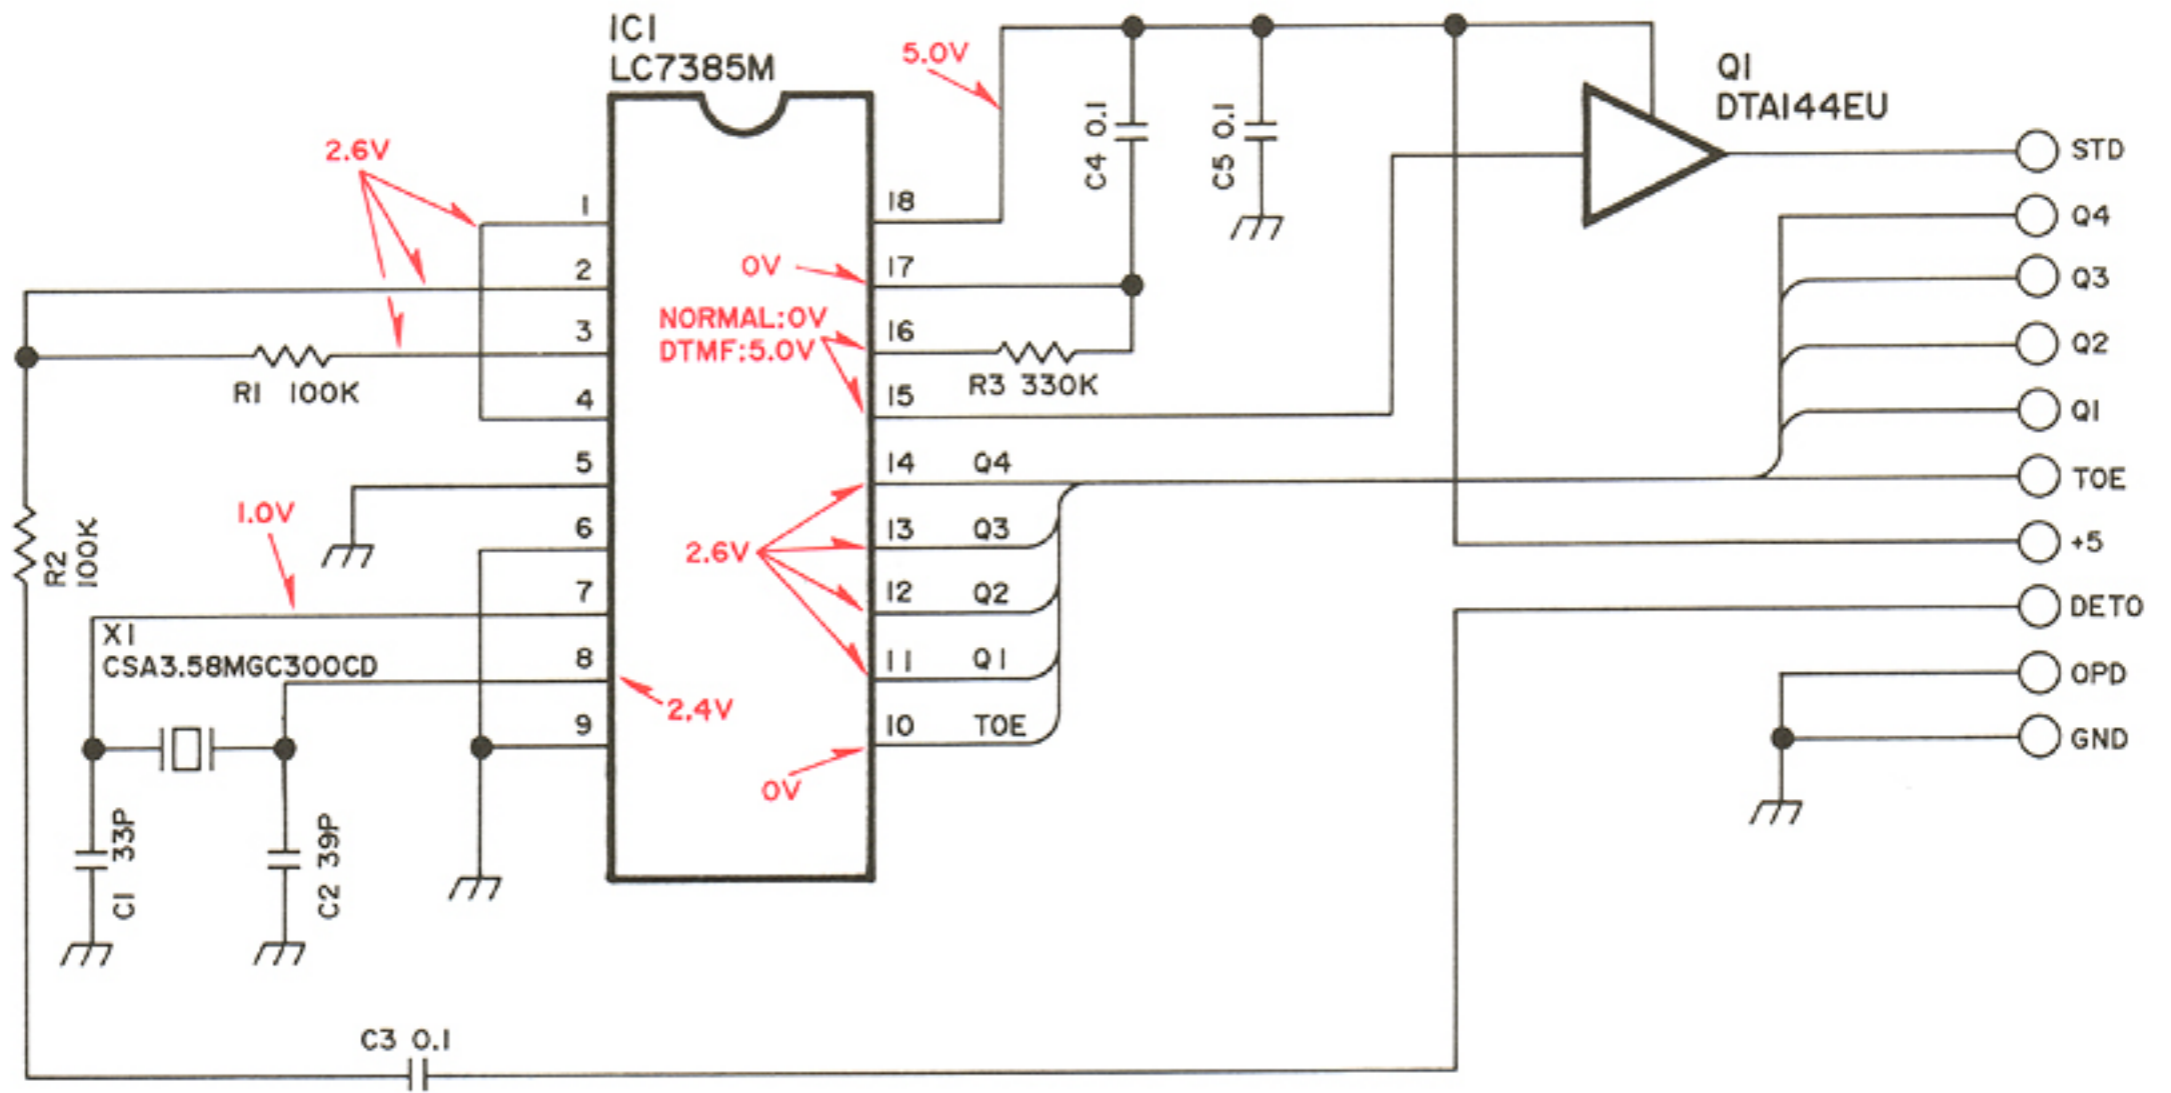 IC1
LC7385M
5.0V
Q1
DTA144EU
C4 0.1
C5 0.1
STD
2.6V
1
18
Q4
2
0V
17
Q3
3
NORMAL:0V
DTMF:5.0V
16
Q2
R1 100K
R3 330K
4
15
Q1
5
14 Q4
TOE
1.0V
R2
100K
6
2.6V
13 Q3
+5
7
12 Q2
DETO
X1
CSA3.58MGC300CD
8
11 Q1
OPD
2.4V
9
10 TOE
GND
0V
C1 33P
C2 39P
C3 0.1